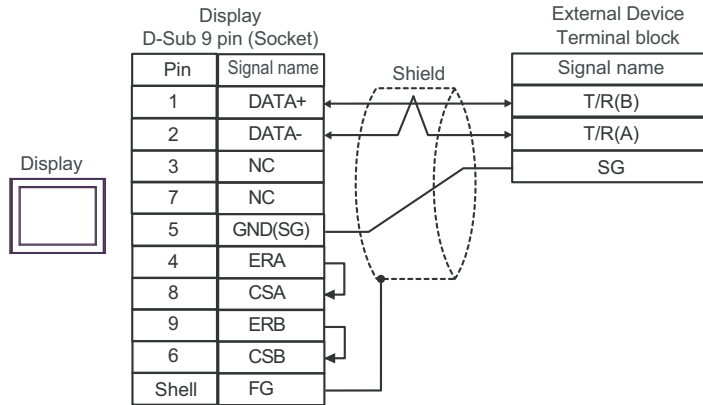 Display
D-Sub 9 pin (Socket)
External Device
Terminal block
Pin Signal name
Shield
Signal name
1 DATA+
T/R(B)
2 DATA-
T/R(A)
Display
3 NC
SG
7 NC
5 GND(SG)
4 ERA
8 CSA
9 ERB
6 CSB
Shell FG